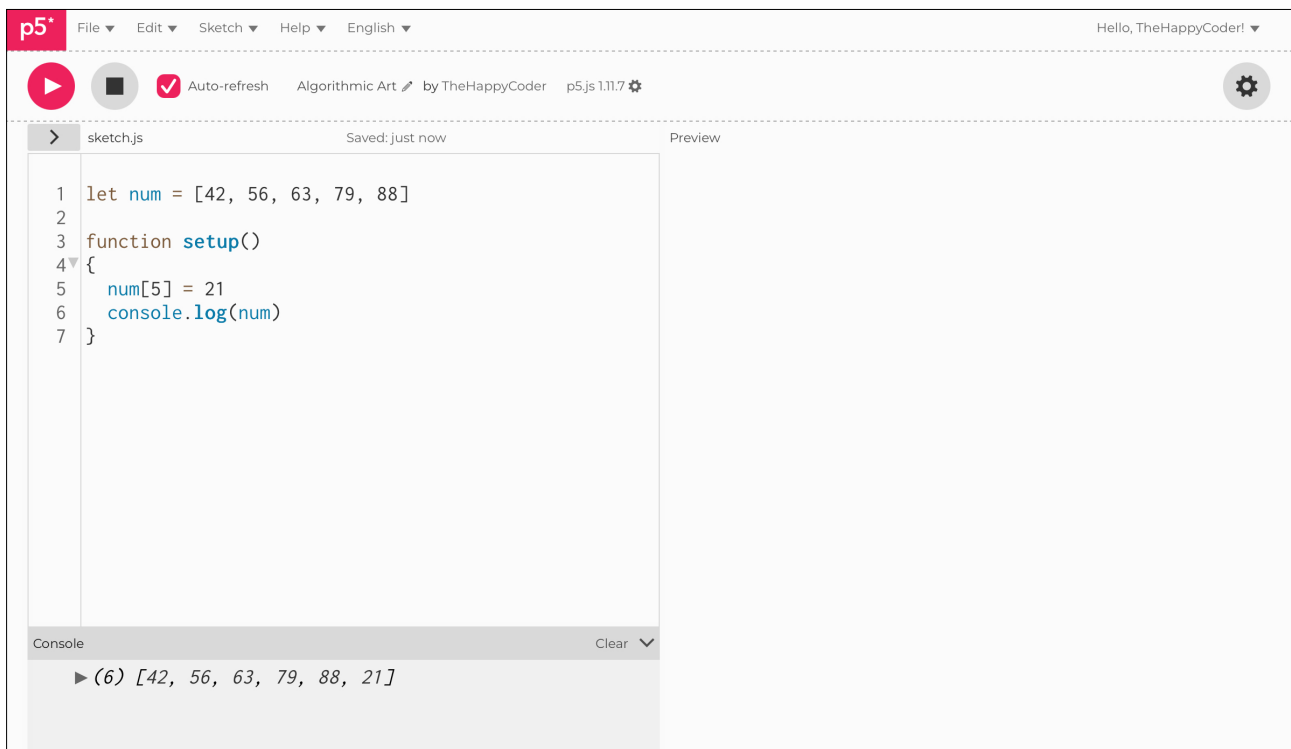 p5* File Edit Sketch Help English Hello, TheHappyCoder!
Auto-refresh Algorithmic Art by TheHappyCoder p5.js 1.11.7
sketch.js Saved: just now Preview
1 let num = [42, 56, 63, 79, 88]
2
3 function setup()
4 {
5 num[5] = 21
6 console.log(num)
7 }
Console Clear
(6) [42, 56, 63, 79, 88, 21]